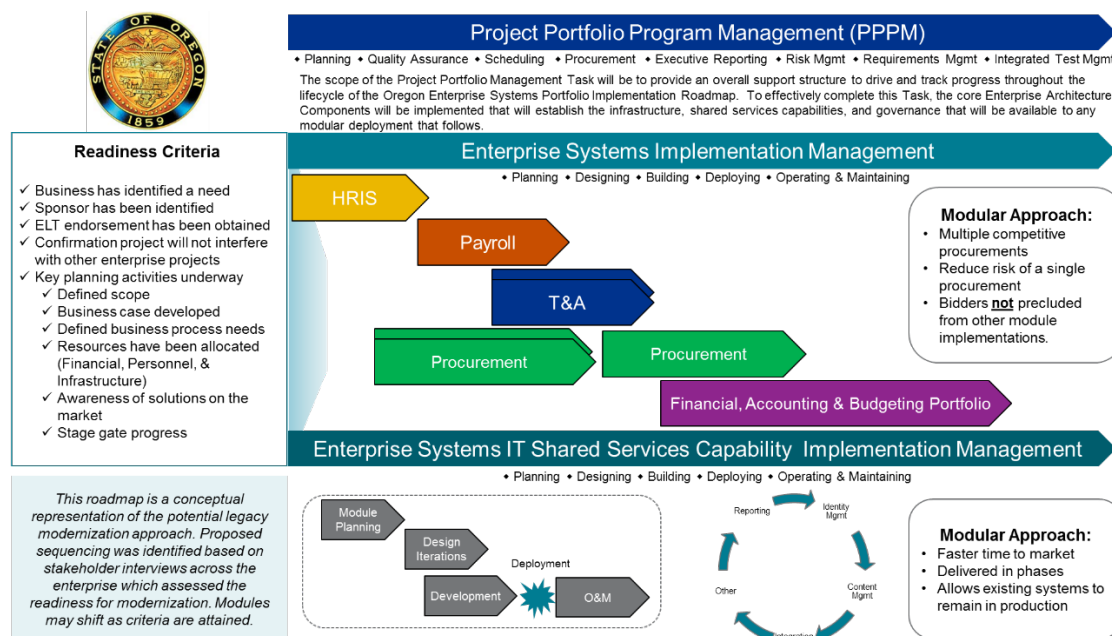 STATE OF OREGON
1859
Project Portfolio Program Management (PPPM)
◆ Planning ◆ Quality Assurance ◆ Scheduling ◆ Procurement ◆ Executive Reporting ◆ Risk Mgmt ◆ Requirements Mgmt ◆ Integrated Test Mgmt
The scope of the Project Portfolio Management Task will be to provide an overall support structure to drive and track progress throughout the
lifecycle of the Oregon Enterprise Systems Portfolio Implementation Roadmap. To effectively complete this Task, the core Enterprise Architecture
Components will be implemented that will establish the infrastructure, shared services capabilities, and governance that will be available to any
modular deployment that follows.
Readiness Criteria
✓ Business has identified a need
✓ Sponsor has been identified
✓ ELT endorsement has been obtained
✓ Confirmation project will not interfere
with other enterprise projects
✓ Key planning activities underway
✓ Defined scope
✓ Business case developed
✓ Defined business process needs
✓ Resources have been allocated
(Financial, Personnel, &
Infrastructure)
✓ Awareness of solutions on the
market
✓ Stage gate progress
Enterprise Systems Implementation Management
◆ Planning ◆ Designing ◆ Building ◆ Deploying ◆ Operating & Maintaining
HRIS
Payroll
T&A
Procurement
Procurement
Financial, Accounting & Budgeting Portfolio
Modular Approach:
• Multiple competitive
procurements
• Reduce risk of a single
procurement
• Bidders not precluded
from other module
implementations.
Enterprise Systems IT Shared Services Capability Implementation Management
◆ Planning ◆ Designing ◆ Building ◆ Deploying ◆ Operating & Maintaining
This roadmap is a conceptual
representation of the potential legacy
modernization approach. Proposed
sequencing was identified based on
stakeholder interviews across the
enterprise which assessed the
readiness for modernization. Modules
may shift as criteria are attained.
Module
Planning
Design
Iterations
Development
Deployment
O&M
Reporting
Identity
Mgmt
Content
Mgmt
Integration
Other
Modular Approach:
• Faster time to market
• Delivered in phases
• Allows existing systems to
remain in production